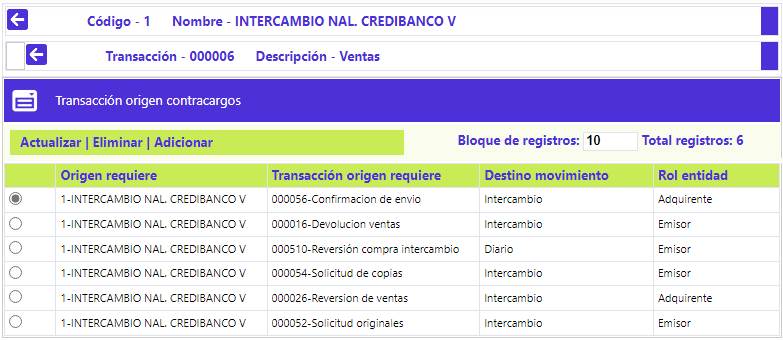 Código - 1 Nombre - INTERCAMBIO NAL. CREDIBANCO V
Transacción - 000006 Descripción - Ventas
Transacción origen contracargos
Actualizar | Eliminar | Adicionar Bloque de registros: 10 Total registros: 6
Origen requiere Transacción origen requiere Destino movimiento Rol entidad
1-INTERCAMBIO NAL. CREDIBANCO V 000056-Confirmacion de envio Intercambio Adquirente
1-INTERCAMBIO NAL. CREDIBANCO V 000016-Devolucion ventas Intercambio Emisor
1-INTERCAMBIO NAL. CREDIBANCO V 000510-Reversión compra intercambio Diario Emisor
1-INTERCAMBIO NAL. CREDIBANCO V 000054-Solicitud de copias Intercambio Emisor
1-INTERCAMBIO NAL. CREDIBANCO V 000026-Reversion de ventas Intercambio Adquirente
1-INTERCAMBIO NAL. CREDIBANCO V 000052-Solicitud originales Intercambio Emisor